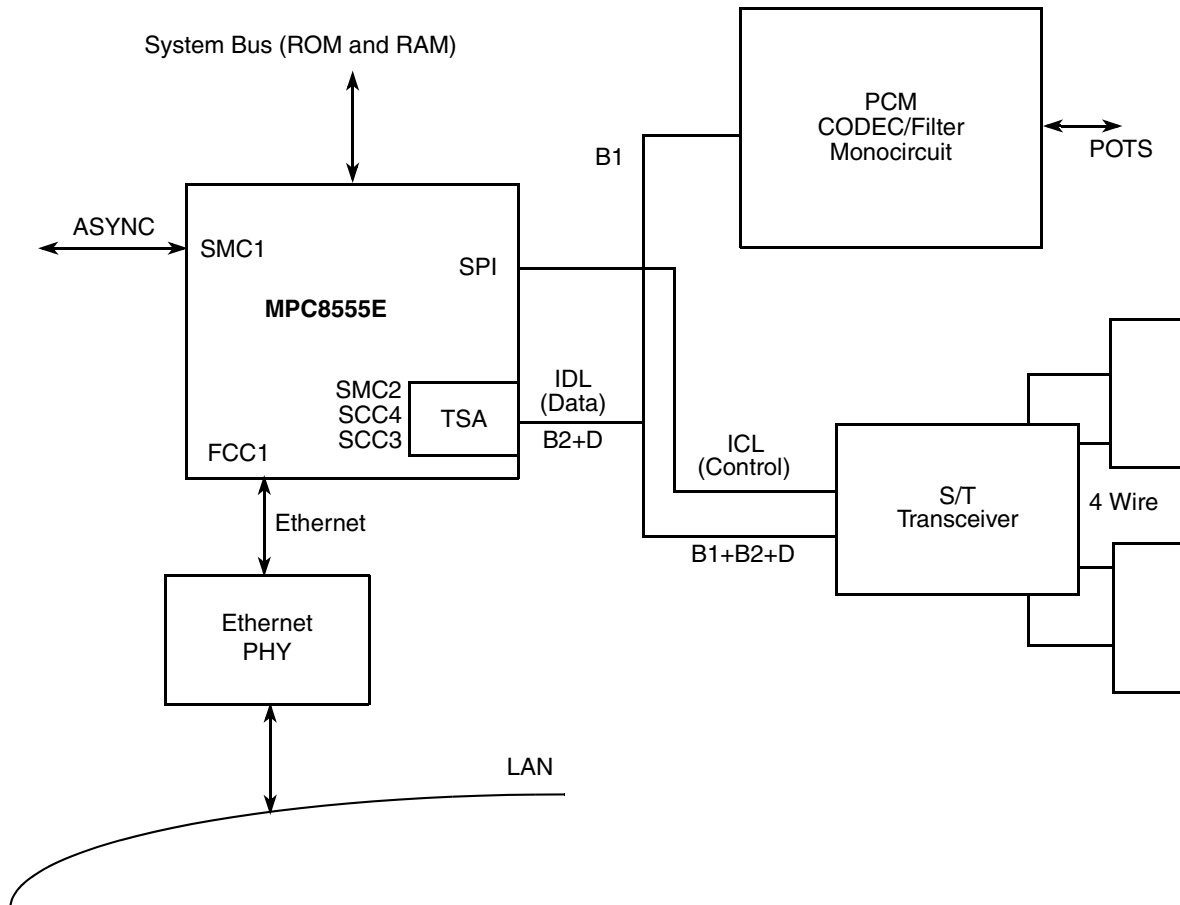 System Bus (ROM and RAM)
PCM
CODEC/Filter
Monocircuit
POTS
B1
ASYNC
SMC1
SPI
MPC8555E
SMC2
SCC4
SCC3
TSA
IDL
(Data)
B2+D
FCC1
ICL
(Control)
S/T
Transceiver
4 Wire
B1+B2+D
Ethernet
Ethernet
PHY
LAN